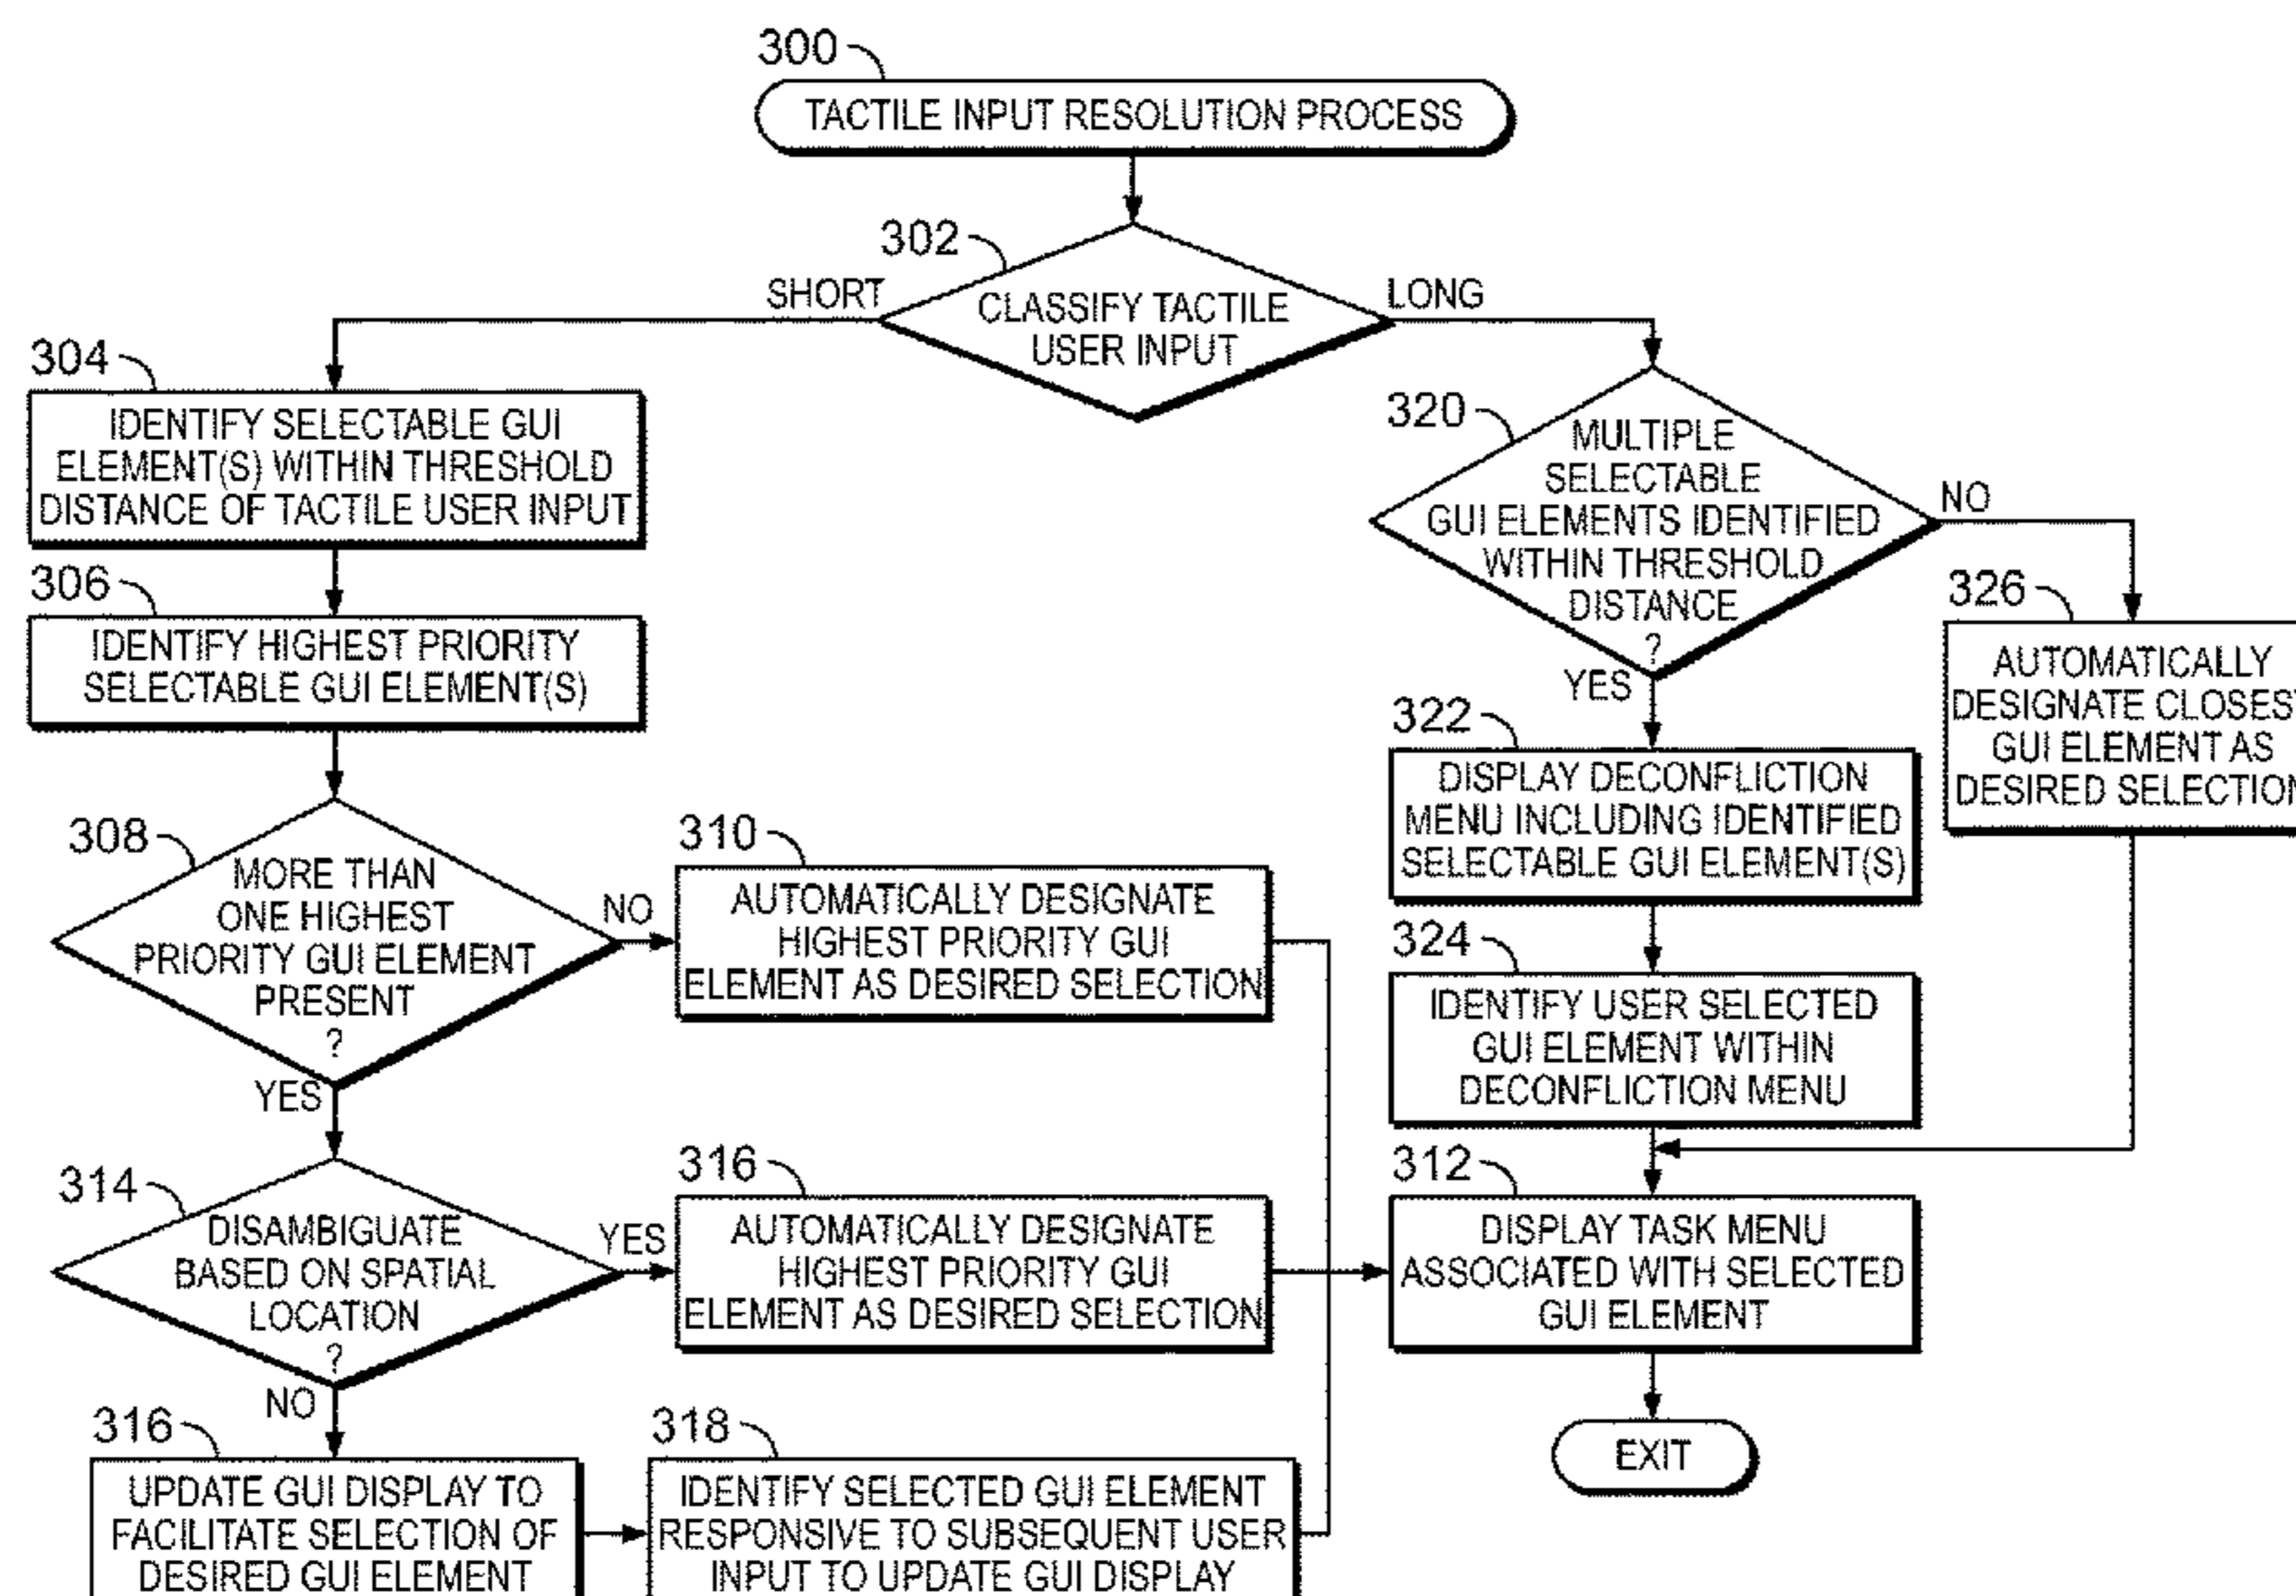 300
TACTILE INPUT RESOLUTION PROCESS
302
SHORT
LONG
CLASSIFY TACTILE
USER INPUT
304
IDENTIFY SELECTABLE GUI
ELEMENT(S) WITHIN THRESHOLD
DISTANCE OF TACTILE USER INPUT
306
IDENTIFY HIGHEST PRIORITY
SELECTABLE GUI ELEMENT(S)
308
MORE THAN
ONE HIGHEST
PRIORITY GUI ELEMENT
PRESENT
?
NO
YES
310
AUTOMATICALLY DESIGNATE
HIGHEST PRIORITY GUI
ELEMENT AS DESIRED SELECTION
314
DISAMBIGUATE
BASED ON SPATIAL
LOCATION
?
YES
NO
316
AUTOMATICALLY DESIGNATE
HIGHEST PRIORITY GUI
ELEMENT AS DESIRED SELECTION
316
UPDATE GUI DISPLAY TO
FACILITATE SELECTION OF
DESIRED GUI ELEMENT
318
IDENTIFY SELECTED GUI ELEMENT
RESPONSIVE TO SUBSEQUENT USER
INPUT TO UPDATE GUI DISPLAY
320
MULTIPLE
SELECTABLE
GUI ELEMENTS IDENTIFIED
WITHIN THRESHOLD
DISTANCE
?
NO
YES
322
DISPLAY DECONFLICTION
MENU INCLUDING IDENTIFIED
SELECTABLE GUI ELEMENT(S)
324
IDENTIFY USER SELECTED
GUI ELEMENT WITHIN
DECONFLICTION MENU
326
AUTOMATICALLY
DESIGNATE CLOSEST
GUI ELEMENT AS
DESIRED SELECTION
312
DISPLAY TASK MENU
ASSOCIATED WITH SELECTED
GUI ELEMENT
EXIT